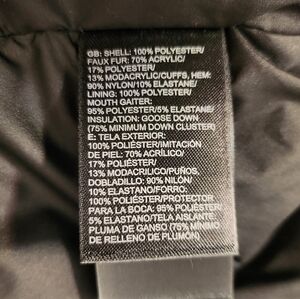 GB: SHELL: 100% POLYESTER/
FAUX FUR: 70% ACRYLIC/
17% POLYESTER/
13% MODACRYLIC/CUFFS, HEM:
90% NYLON/10% ELASTANE/
LINING: 100% POLYESTER/
MOUTH GAITER:
95% POLYESTER/5% ELASTANE/
INSULATION: GOOSE DOWN
(75% MINIMUM DOWN CLUSTER)
E: TELA EXTERIOR:
100% POLIÉSTER/IMITACIÓN
DE PIEL: 70% ACRÍLICO/
17% POLIÉSTER/
13% MODACRILICO/PUÑOS,
DOBLADILLO: 90% NILÓN/
10% ELASTANO/FORRO:
100% POLIÉSTER/PROTECTOR
PARA LA BOCA: 95% POLIÉSTER/
5% ELASTANO/TELA AISLANTE:
PLUMA DE GANSO (75% MÍNIMO
DE RELLENO DE PLUMÓN)